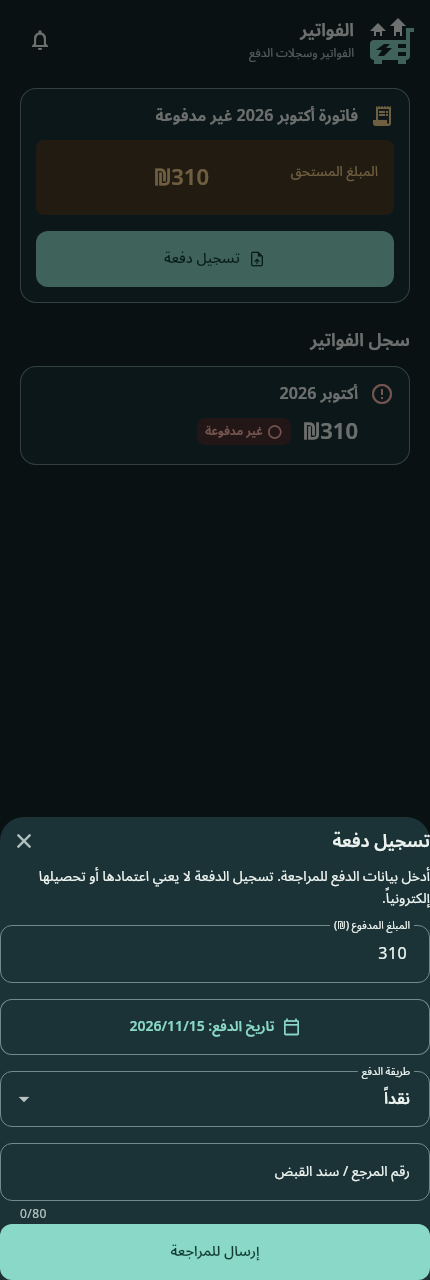 الفواتير
الفواتير وسجلات الدفع
فاتورة أكتوبر 2026 غير مدفوعة
المبلغ المستحق
₪310
تسجيل دفعة
سجل الفواتير
أكتوبر 2026
₪310
غير مدفوعة
تسجيل دفعة
أدخل بيانات الدفع للمراجعة. تسجيل الدفعة لا يعني اعتمادها أو تحصيلها
إلكترونياً.
المبلغ المدفوع (₪)
310
تاريخ الدفع: 2026/11/15
طريقة الدفع
نقداً
رقم المرجع / سند القبض
0/80
إرسال للمراجعة